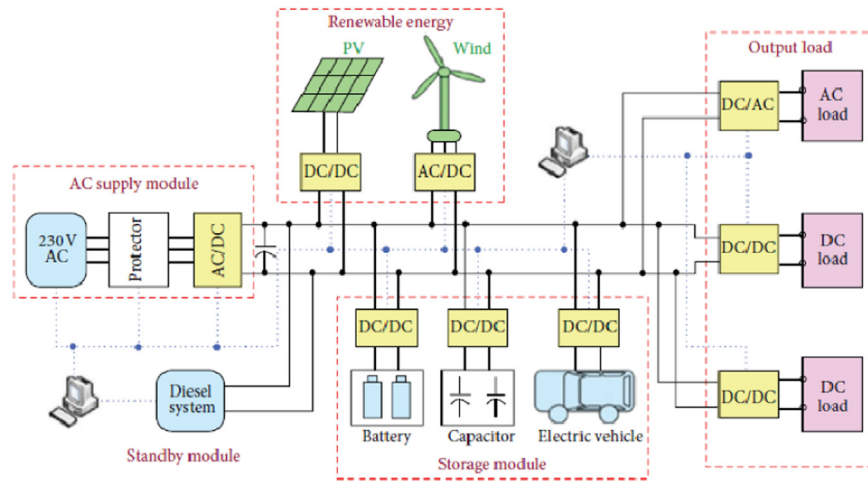 Renewable energy
PV
Wind
DC/DC
AC/DC
Output load
DC/AC
AC
load
DC/DC
DC
load
DC/DC
DC
load
AC supply module
230 V
AC
Protector
AC/DC
Diesel
system
Standby module
DC/DC
DC/DC
DC/DC
Battery
Capacitor
Electric vehicle
Storage module